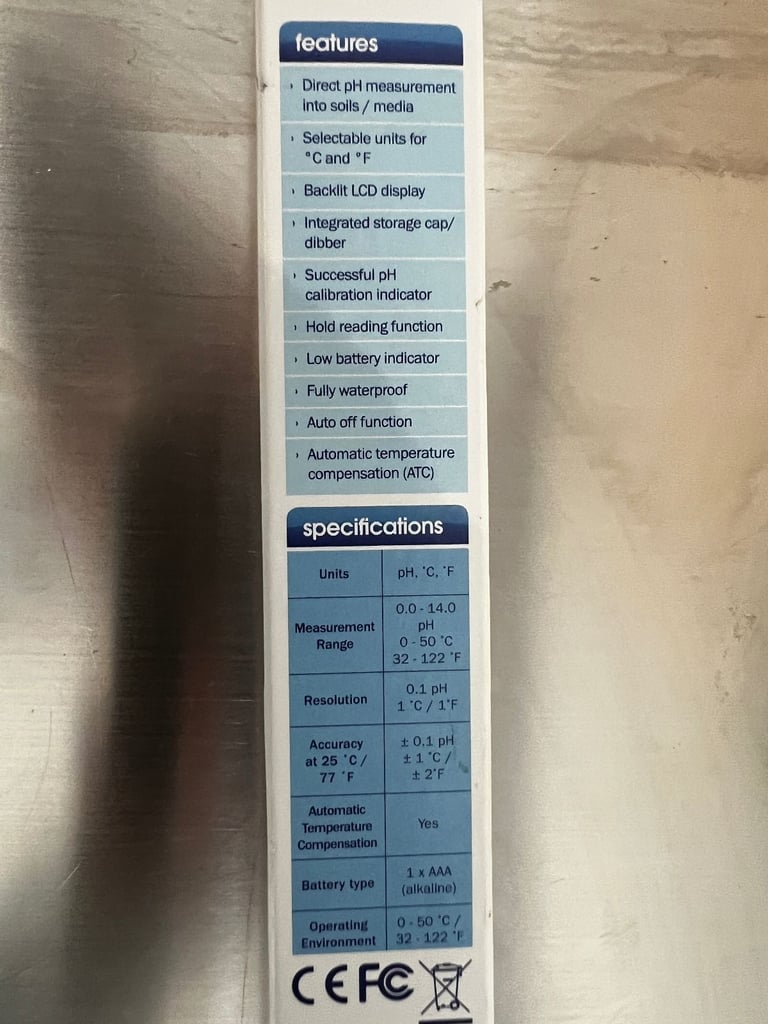 features
› Direct pH measurement
into soils / media
› Selectable units for
°C and °F
› Backlit LCD display
› Integrated storage cap/
dibber
› Successful pH
calibration indicator
› Hold reading function
› Low battery indicator
› Fully waterproof
› Auto off function
› Automatic temperature
compensation (ATC)
specifications
Units
pH, °C, °F
Measurement
Range
0.0 - 14.0
pH
0 - 50 °C
32 - 122 °F
Resolution
0.1 pH
1 °C / 1°F
Accuracy
at 25 °C /
77 °F
± 0.1 pH
± 1 °C /
± 2°F
Automatic
Temperature
Compensation
Yes
Battery type
1 x AAA
(alkaline)
Operating
Environment
0 - 50 °C /
32 - 122 °F
CE FC